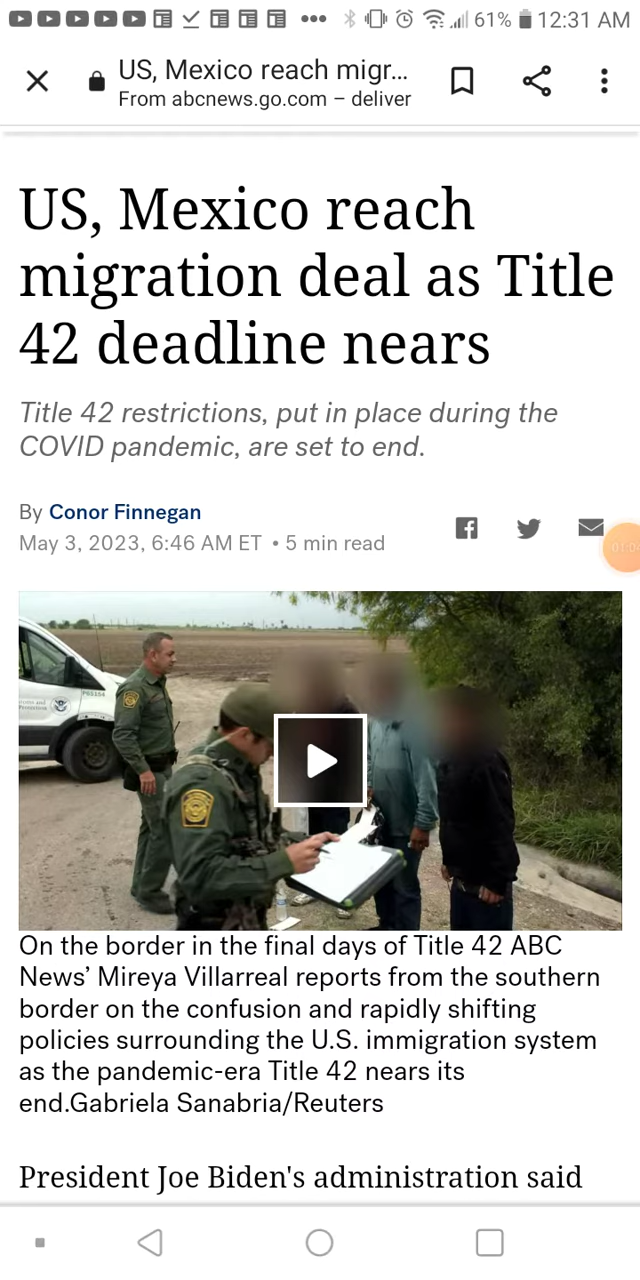 61% 12:31 AM
US, Mexico reach migr...
From abcnews.go.com – deliver
US, Mexico reach
migration deal as Title
42 deadline nears
Title 42 restrictions, put in place during the
COVID pandemic, are set to end.
By Conor Finnegan
May 3, 2023, 6:46 AM ET • 5 min read
On the border in the final days of Title 42 ABC
News’ Mireya Villarreal reports from the southern
border on the confusion and rapidly shifting
policies surrounding the U.S. immigration system
as the pandemic-era Title 42 nears its
end.Gabriela Sanabria/Reuters
President Joe Biden's administration said